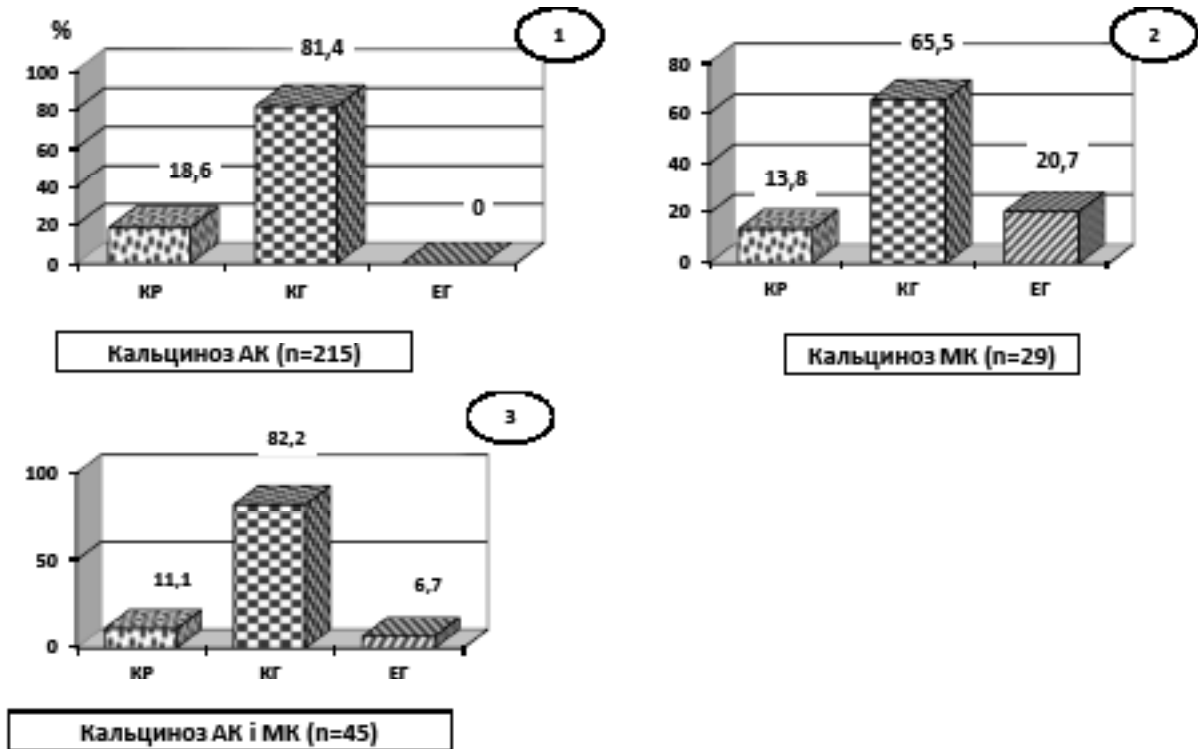 %
1
81,4
100
80
60
40
20
0
18,6
0
КР
КГ
ЕГ
Кальциноз АК (n=215)
2
65,5
80
60
40
20
0
13,8
20,7
КР
КГ
ЕГ
Кальциноз МК (n=29)
3
82,2
100
50
0
11,1
6,7
КР
КГ
ЕГ
Кальциноз АК і МК (n=45)